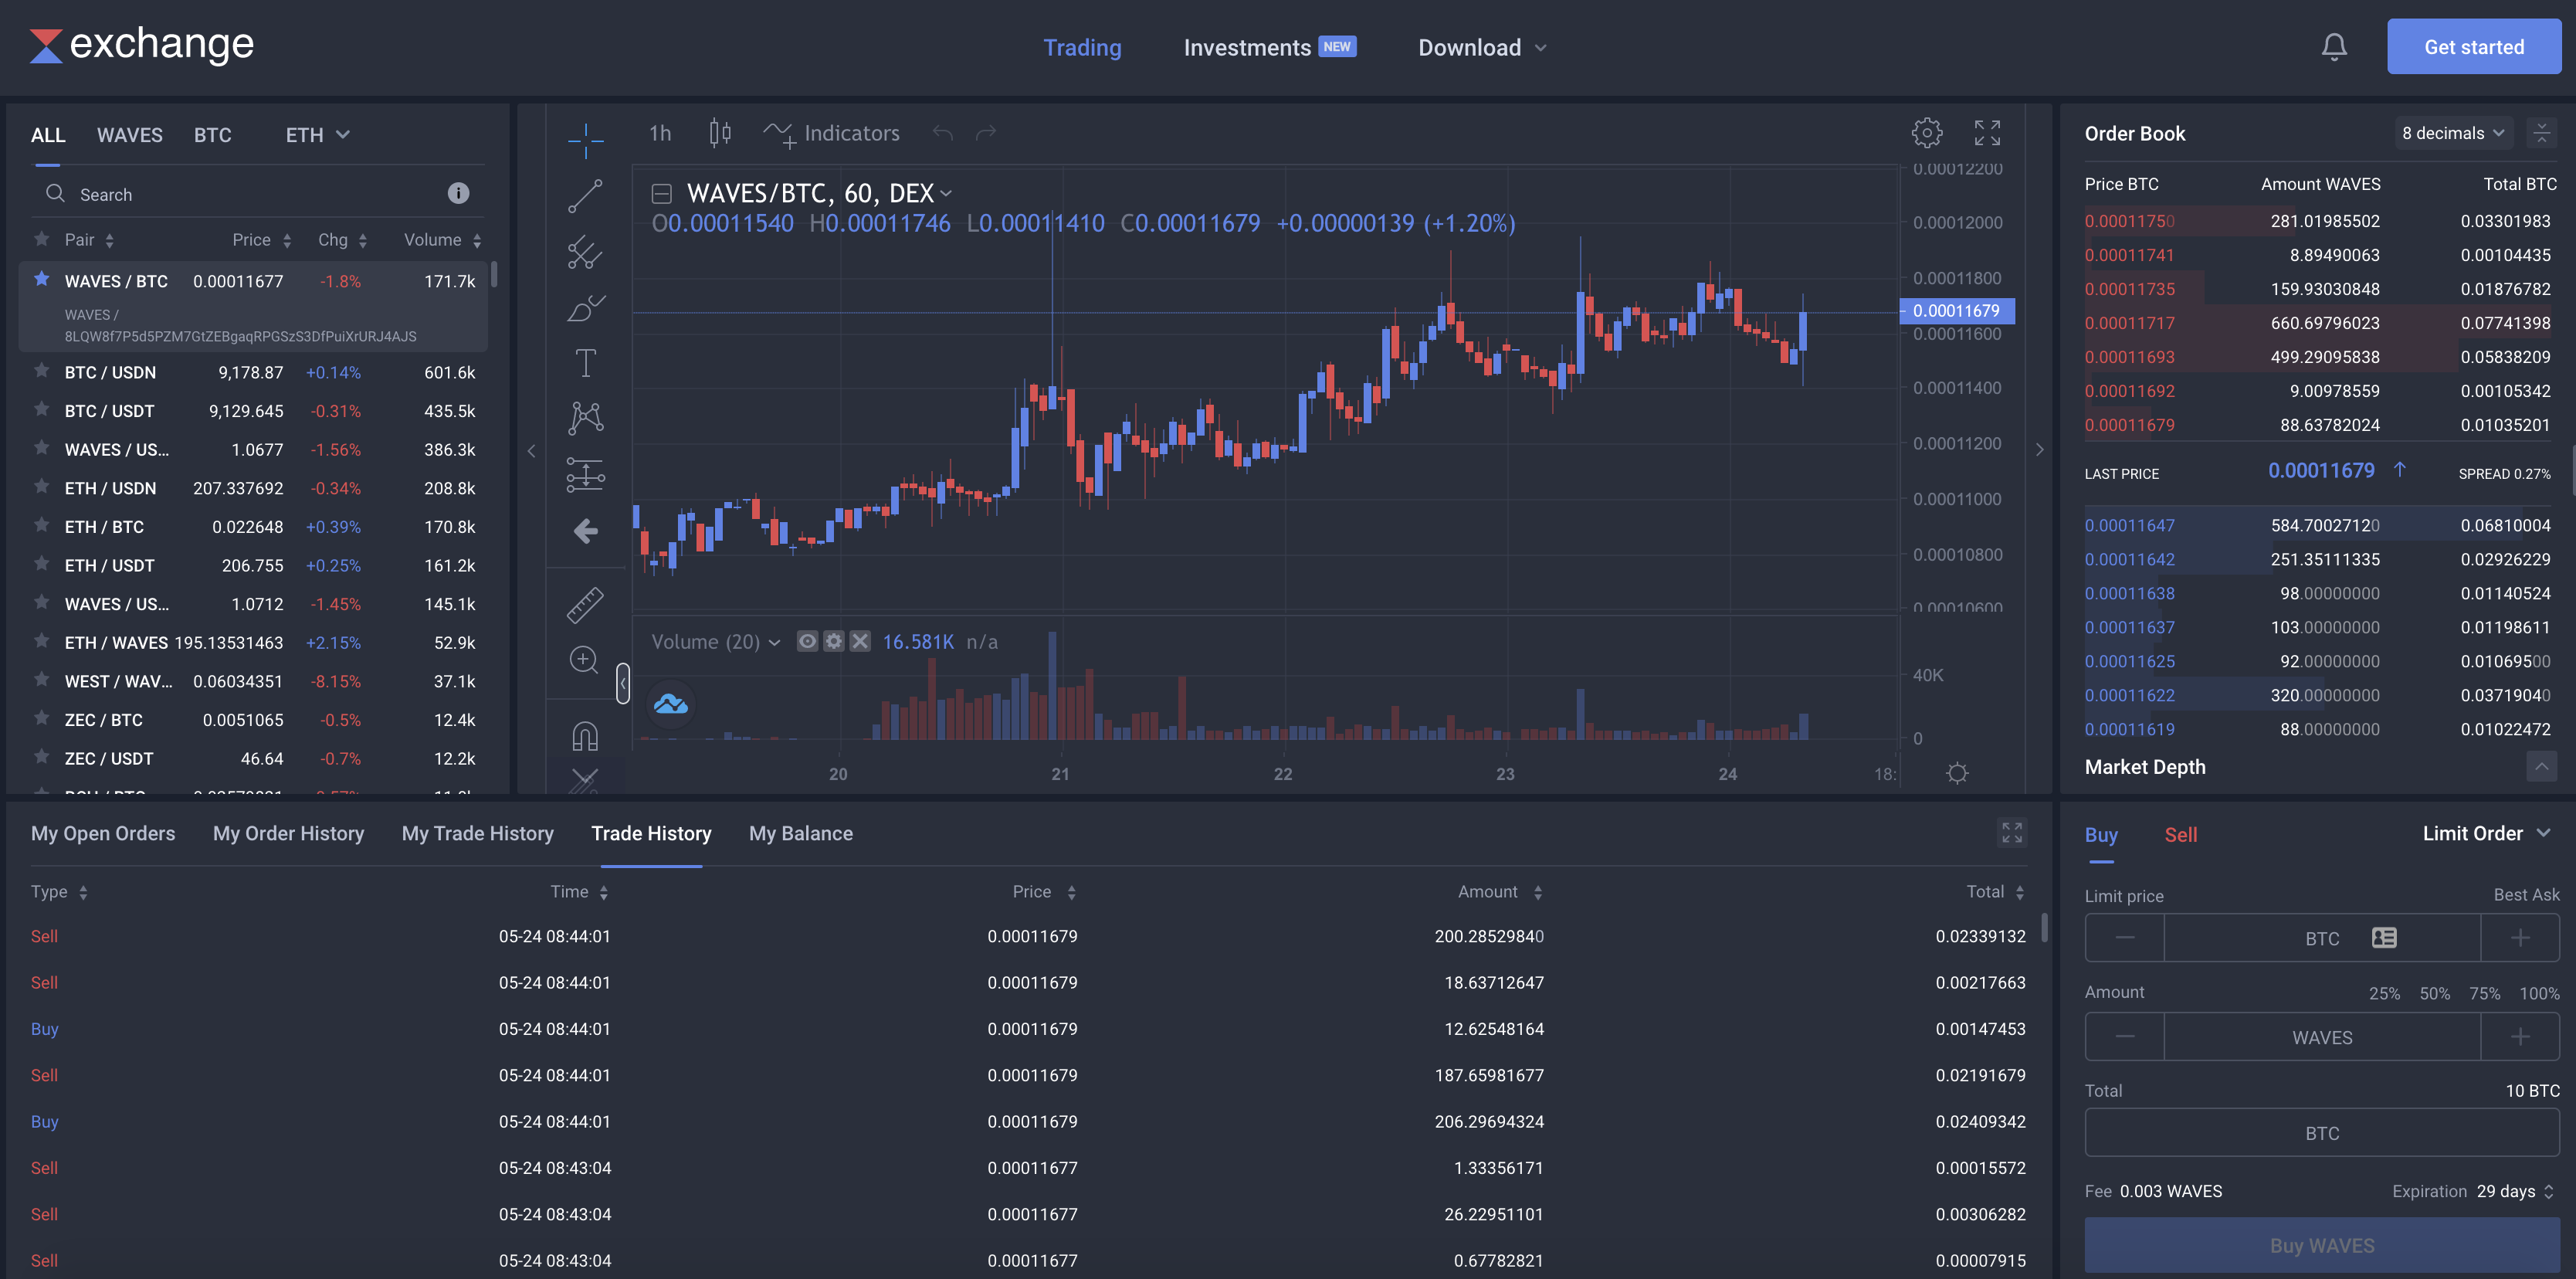 exchange
Trading Investments NEW Download
Get started
ALL WAVES BTC ETH
Search
Pair Price Chg Volume
WAVES / BTC 0.00011677 -1.8% 171.7k
WAVES /
8LQW8f7P5d5PZM7GtZEBgaqRPGSzS3DfPuiXrURJ4AJS
BTC / USDN 9,178.87 +0.14% 601.6k
BTC / USDT 9,129.645 -0.31% 435.5k
WAVES / US... 1.0677 -1.56% 386.3k
ETH / USDN 207.337692 -0.34% 208.8k
ETH / BTC 0.022648 +0.39% 170.8k
ETH / USDT 206.755 +0.25% 161.2k
WAVES / US... 1.0712 -1.45% 145.1k
ETH / WAVES 195.13531463 +2.15% 52.9k
WEST / WAV... 0.06034351 -8.15% 37.1k
ZEC / BTC 0.0051065 -0.5% 12.4k
ZEC / USDT 46.64 -0.7% 12.2k
1h Indicators
WAVES/BTC, 60, DEX
O0.00011540 H0.00011746 L0.00011410 C0.00011679 +0.00000139 (+1.20%)
0.00012200
0.00012000
0.00011800
0.00011679
0.00011600
0.00011400
0.00011200
0.00011000
0.00010800
0.00010600
Volume (20) 16.581K n/a
40K
0
20 21 22 23 24 18:
Order Book 8 decimals
Price BTC Amount WAVES Total BTC
0.00011750 281.01985502 0.03301983
0.00011741 8.89490063 0.00104435
0.00011735 159.93030848 0.01876782
0.00011717 660.69796023 0.07741398
0.00011693 499.29095838 0.05838209
0.00011692 9.00978559 0.00105342
0.00011679 88.63782024 0.01035201
LAST PRICE 0.00011679 ↑ SPREAD 0.27%
0.00011647 584.70027120 0.06810004
0.00011642 251.35111335 0.02926229
0.00011638 98.00000000 0.01140524
0.00011637 103.00000000 0.01198611
0.00011625 92.00000000 0.01069500
0.00011622 320.00000000 0.03719040
0.00011619 88.00000000 0.01022472
Market Depth
My Open Orders My Order History My Trade History Trade History My Balance
Type Time Price Amount Total
Sell 05-24 08:44:01 0.00011679 200.28529840 0.02339132
Sell 05-24 08:44:01 0.00011679 18.63712647 0.00217663
Buy 05-24 08:44:01 0.00011679 12.62548164 0.00147453
Sell 05-24 08:44:01 0.00011679 187.65981677 0.02191679
Buy 05-24 08:44:01 0.00011679 206.29694324 0.02409342
Sell 05-24 08:43:04 0.00011677 1.33356171 0.00015572
Sell 05-24 08:43:04 0.00011677 26.22951101 0.00306282
Sell 05-24 08:43:04 0.00011677 0.67782821 0.00007915
Buy Sell Limit Order
Limit price Best Ask
BTC
Amount 25% 50% 75% 100%
WAVES
Total 10 BTC
BTC
Fee 0.003 WAVES Expiration 29 days
Buy WAVES